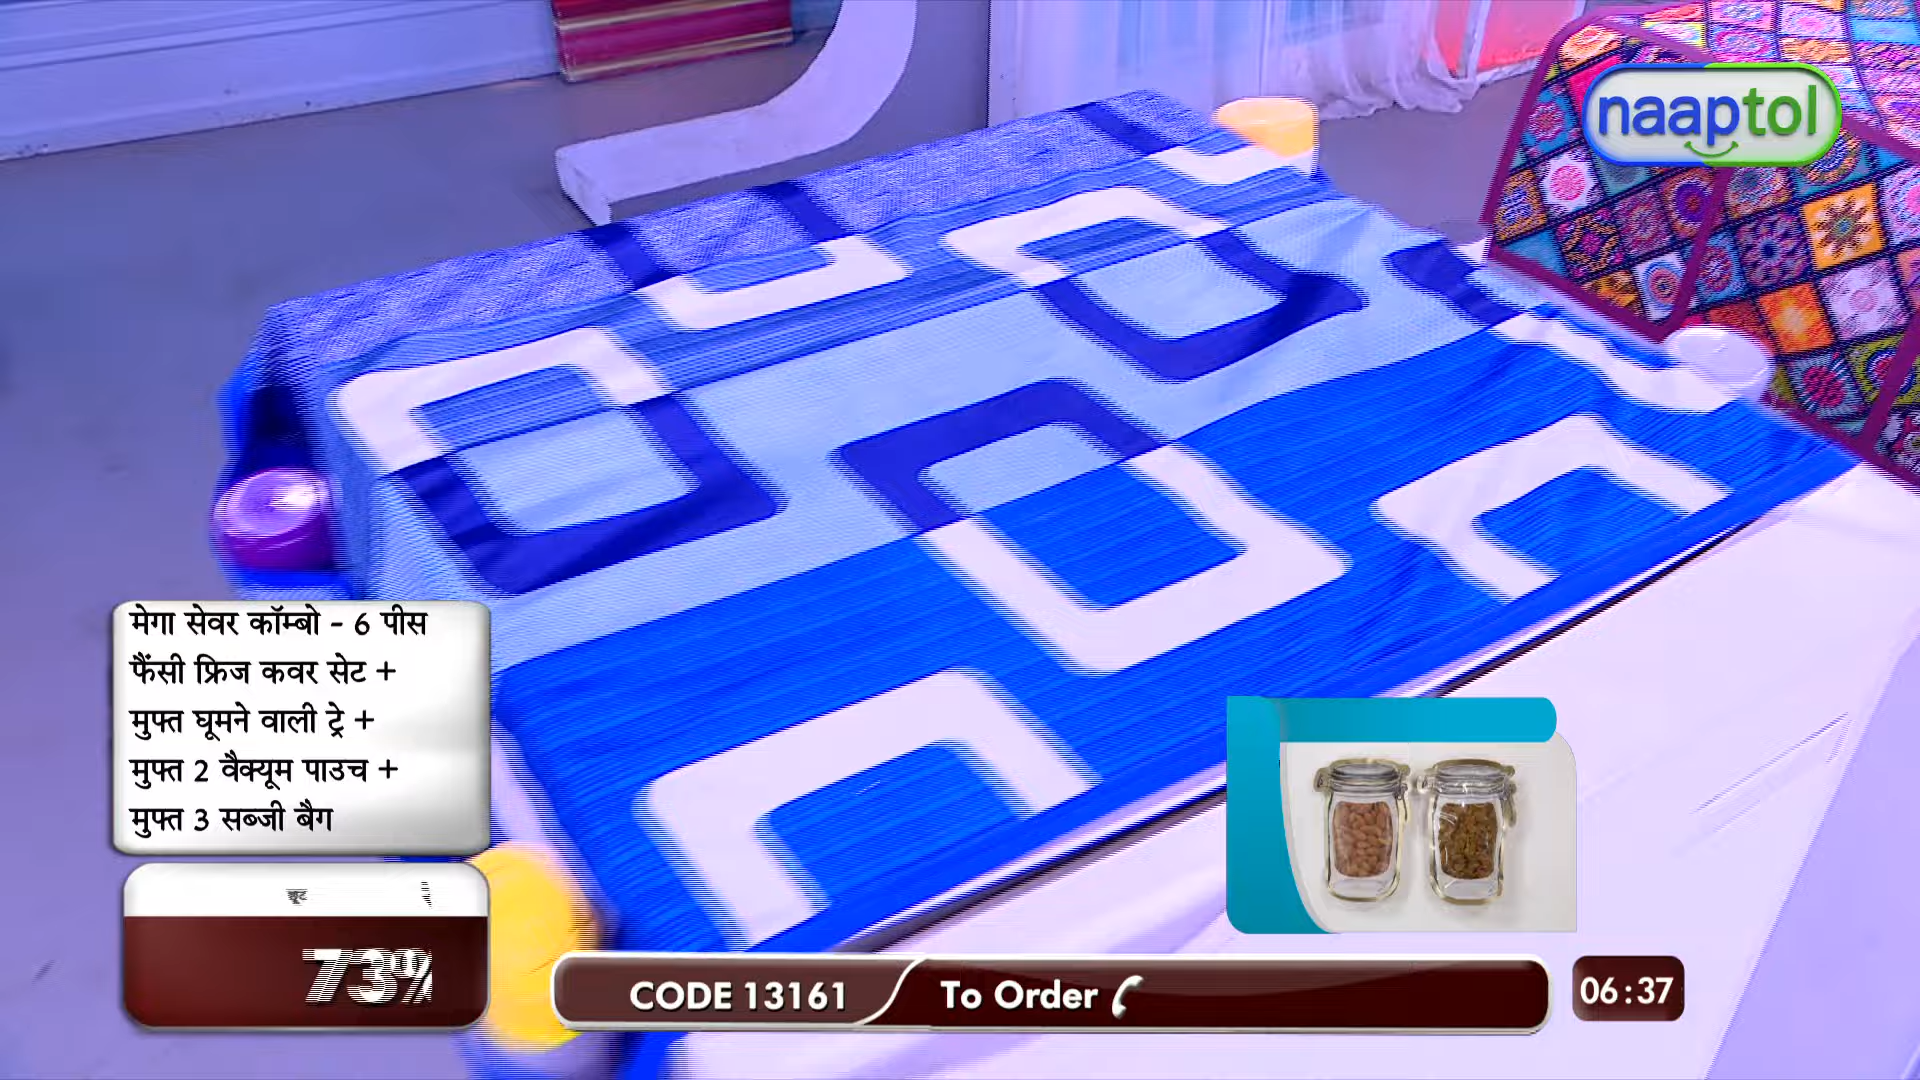 naaptol
मेगा सेवर कॉम्बो - 6 पीस
फैंसी फ्रिज कवर सेट +
मुफ्त घूमने वाली ट्रे +
मुफ्त 2 वैक्यूम पाउच +
मुफ्त 3 सब्जी बैग
73%
CODE 13161 To Order
06:37